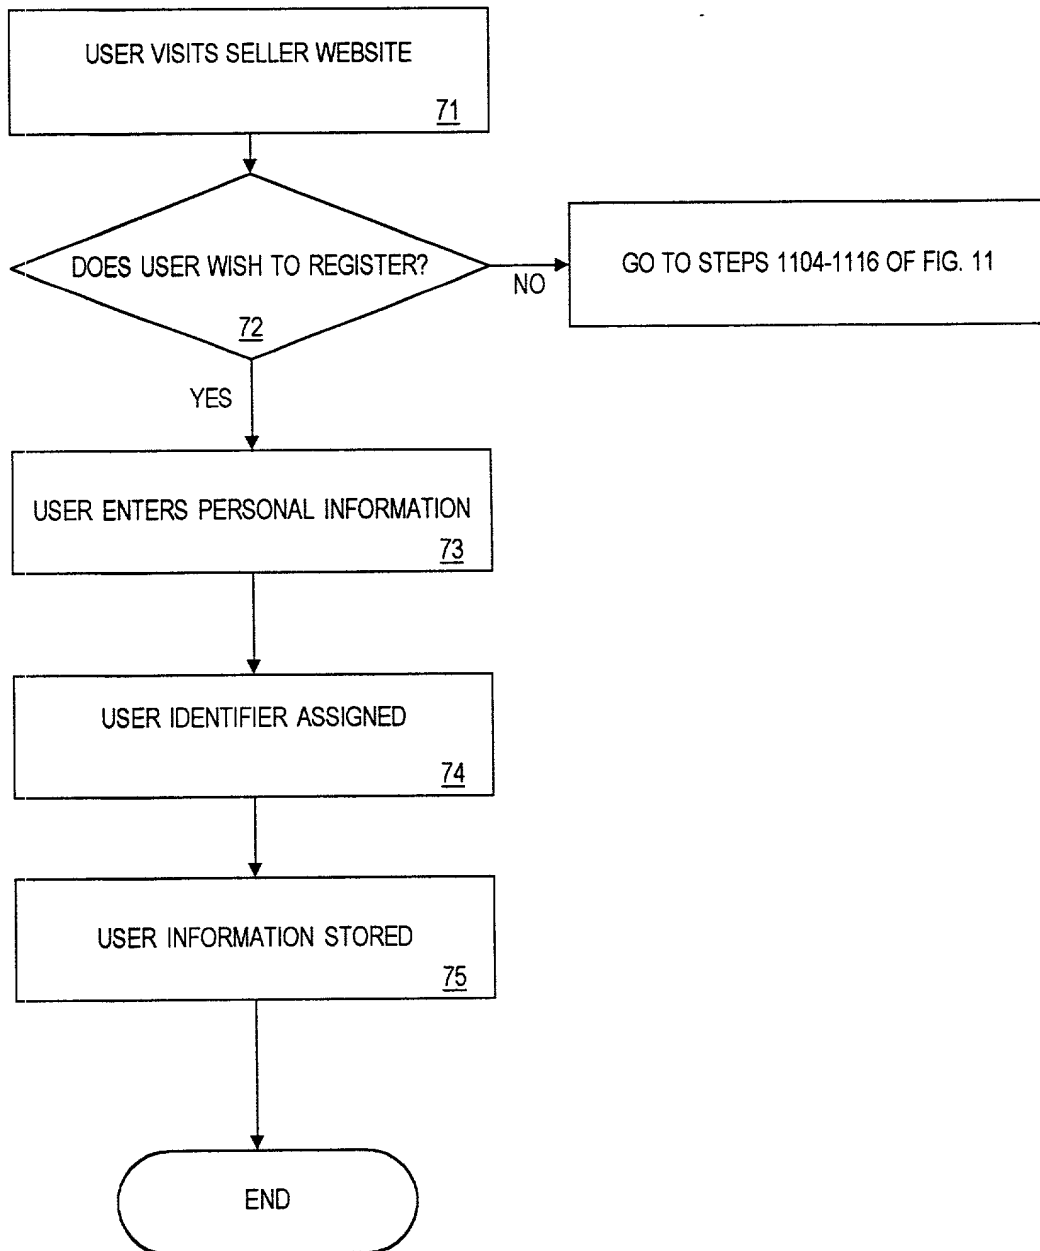 USER VISITS SELLER WEBSITE
71
DOES USER WISH TO REGISTER?
72
NO
GO TO STEPS 1104-1116 OF FIG. 11
YES
USER ENTERS PERSONAL INFORMATION
73
USER IDENTIFIER ASSIGNED
74
USER INFORMATION STORED
75
END